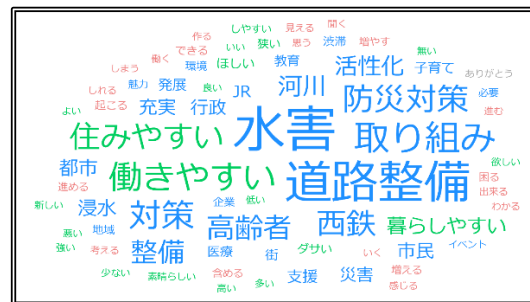 しやすい 見える 開く
作る いい 狭い 思う 渋滞 増やす 無い
働く できる 教育 活性化 子育て
しまう 環境 ほしい ありがとう
しれる 魅力 発展 JR 河川 防災対策 必要
よい 起こる 充実 良い 行政 進む
住みやすい 水害 取り組み
都市 働きやすい 欲しい
進める 道路整備 困る
新しい 企業 低い 出来る
浸水 対策 高齢者 西鉄 暮らしやすい わかる
悪い 地域
強い 考える 整備 医療 街 ダサい いく 市民 イベント
少ない 素晴らしい 含める 支援 災害 増える
高い 多い 感じる